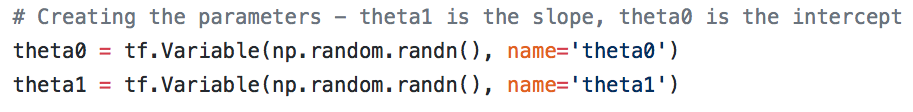 # Creating the parameters - theta1 is the slope, theta0 is the intercept
theta0 = tf.Variable(np.random.randn(), name='theta0')
theta1 = tf.Variable(np.random.randn(), name='theta1')